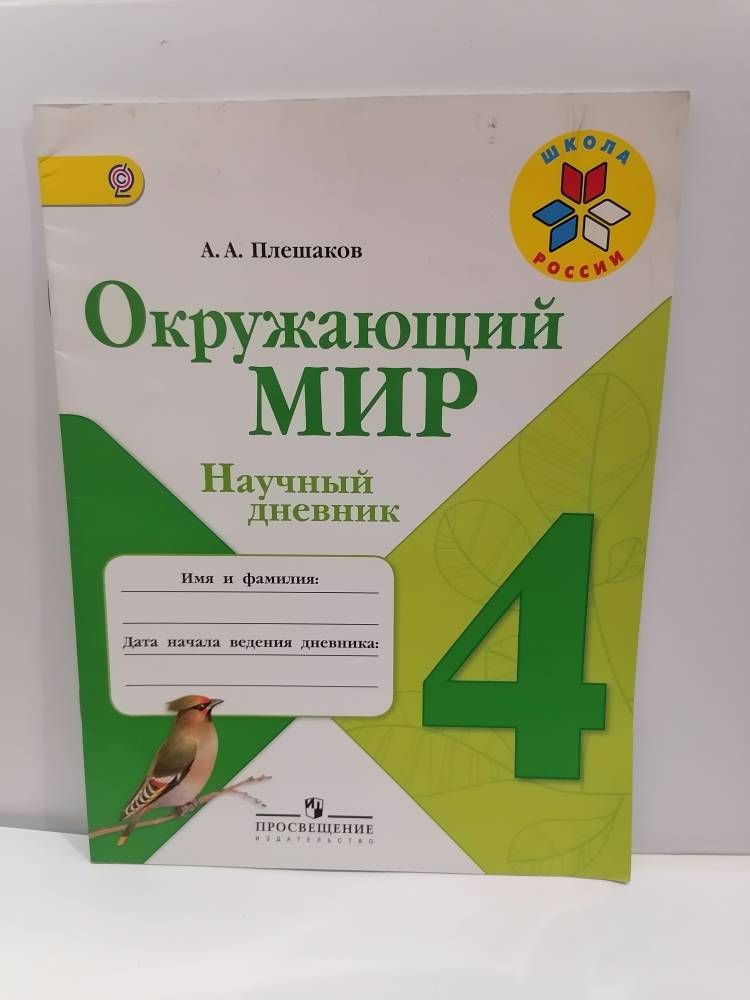 ШКОЛА
РОССИИ
А. А. Плешаков
Окружающий
МИР
Научный
дневник
4
Имя и фамилия:
Дата начала ведения дневника:
ПРОСВЕЩЕНИЕ
ИЗДАТЕЛЬСТВО